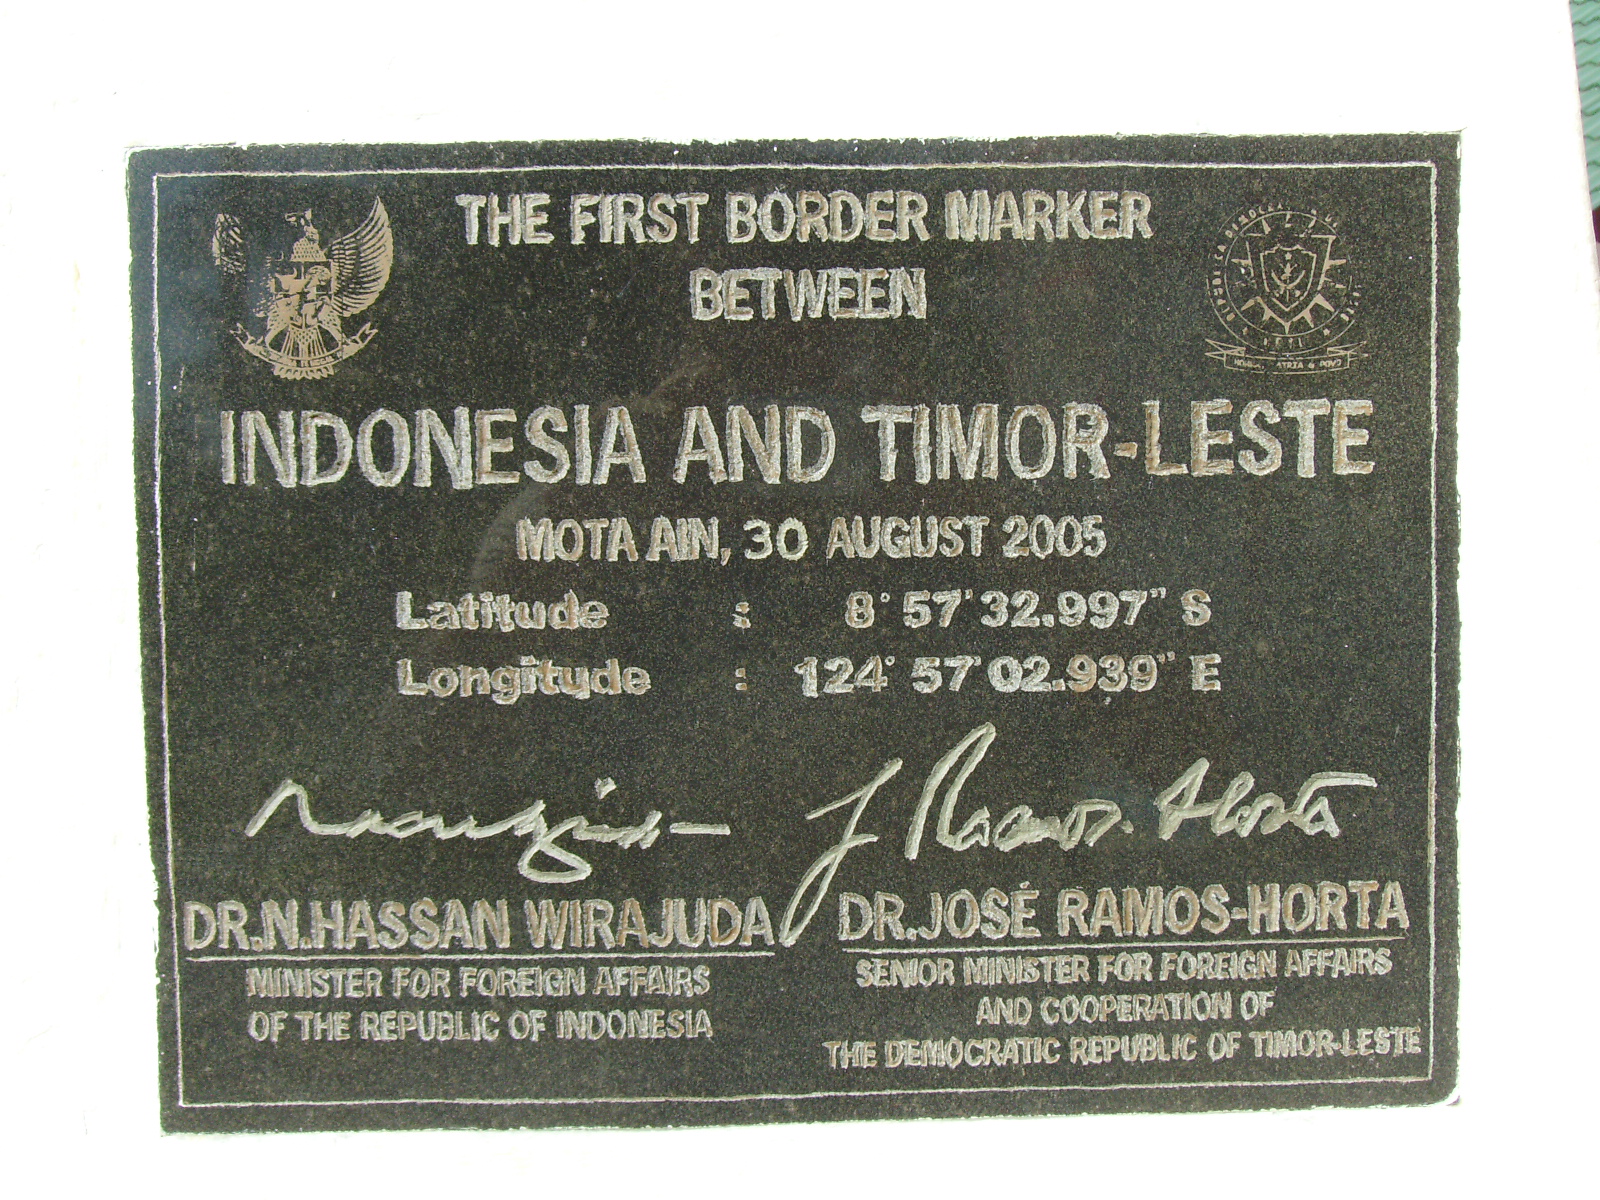 THE FIRST BORDER MARKER
BETWEEN
INDONESIA AND TIMOR-LESTE
MOTA AIN, 30 AUGUST 2005
Latitude : 8° 57' 32.997" S
Longitude : 124° 57' 02.939" E
J Ramos Horta
DR.N.HASSAN WIRAJUDA
MINISTER FOR FOREIGN AFFAIRS
OF THE REPUBLIC OF INDONESIA
DR.JOSÉ RAMOS-HORTA
SENIOR MINISTER FOR FOREIGN AFFAIRS
AND COOPERATION OF
THE DEMOCRATIC REPUBLIC OF TIMOR-LESTE